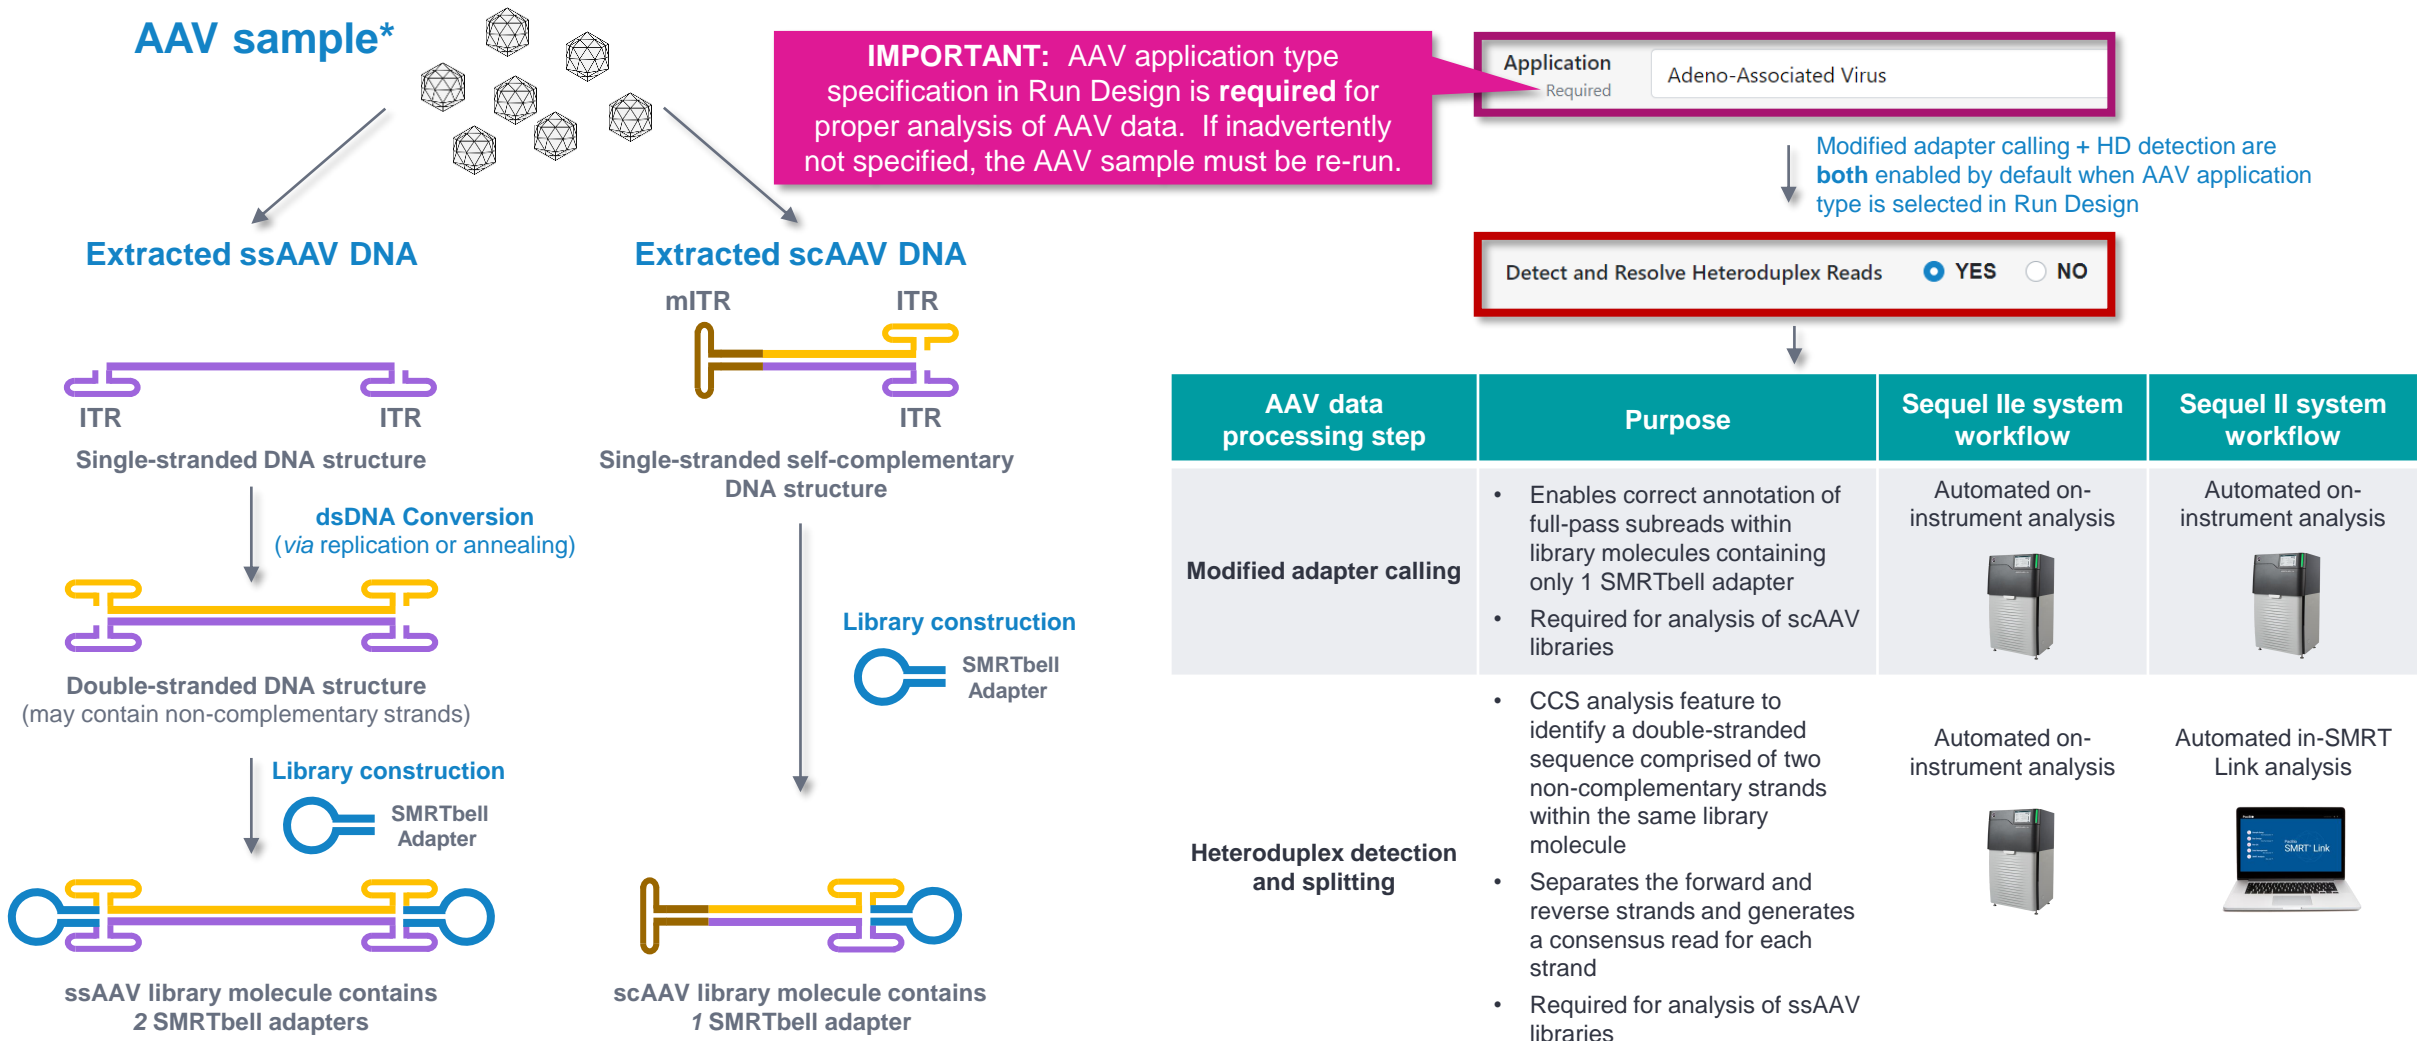 AAV sample*
IMPORTANT: AAV application type
specification in Run Design is required for
proper analysis of AAV data. If inadvertently
not specified, the AAV sample must be re-run.
Application
Required
Adeno-Associated Virus
Modified adapter calling + HD detection are
both enabled by default when AAV application
type is selected in Run Design
Detect and Resolve Heteroduplex Reads
YES
NO
Extracted ssAAV DNA
ITR
ITR
Single-stranded DNA structure
dsDNA Conversion
(via replication or annealing)
Double-stranded DNA structure
(may contain non-complementary strands)
Library construction
SMRTbell
Adapter
ssAAV library molecule contains
2 SMRTbell adapters
Extracted scAAV DNA
mITR
ITR
ITR
Single-stranded self-complementary
DNA structure
Library construction
SMRTbell
Adapter
scAAV library molecule contains
1 SMRTbell adapter
AAV data
processing step
Purpose
Sequel IIe system
workflow
Sequel II system
workflow
Modified adapter calling
• Enables correct annotation of
full-pass subreads within
library molecules containing
only 1 SMRTbell adapter
• Required for analysis of scAAV
libraries
Automated on-
instrument analysis
Automated on-
instrument analysis
Heteroduplex detection
and splitting
• CCS analysis feature to
identify a double-stranded
sequence comprised of two
non-complementary strands
within the same library
molecule
• Separates the forward and
reverse strands and generates
a consensus read for each
strand
• Required for analysis of ssAAV
libraries
Automated on-
instrument analysis
Automated in-SMRT
Link analysis
SMRT Link